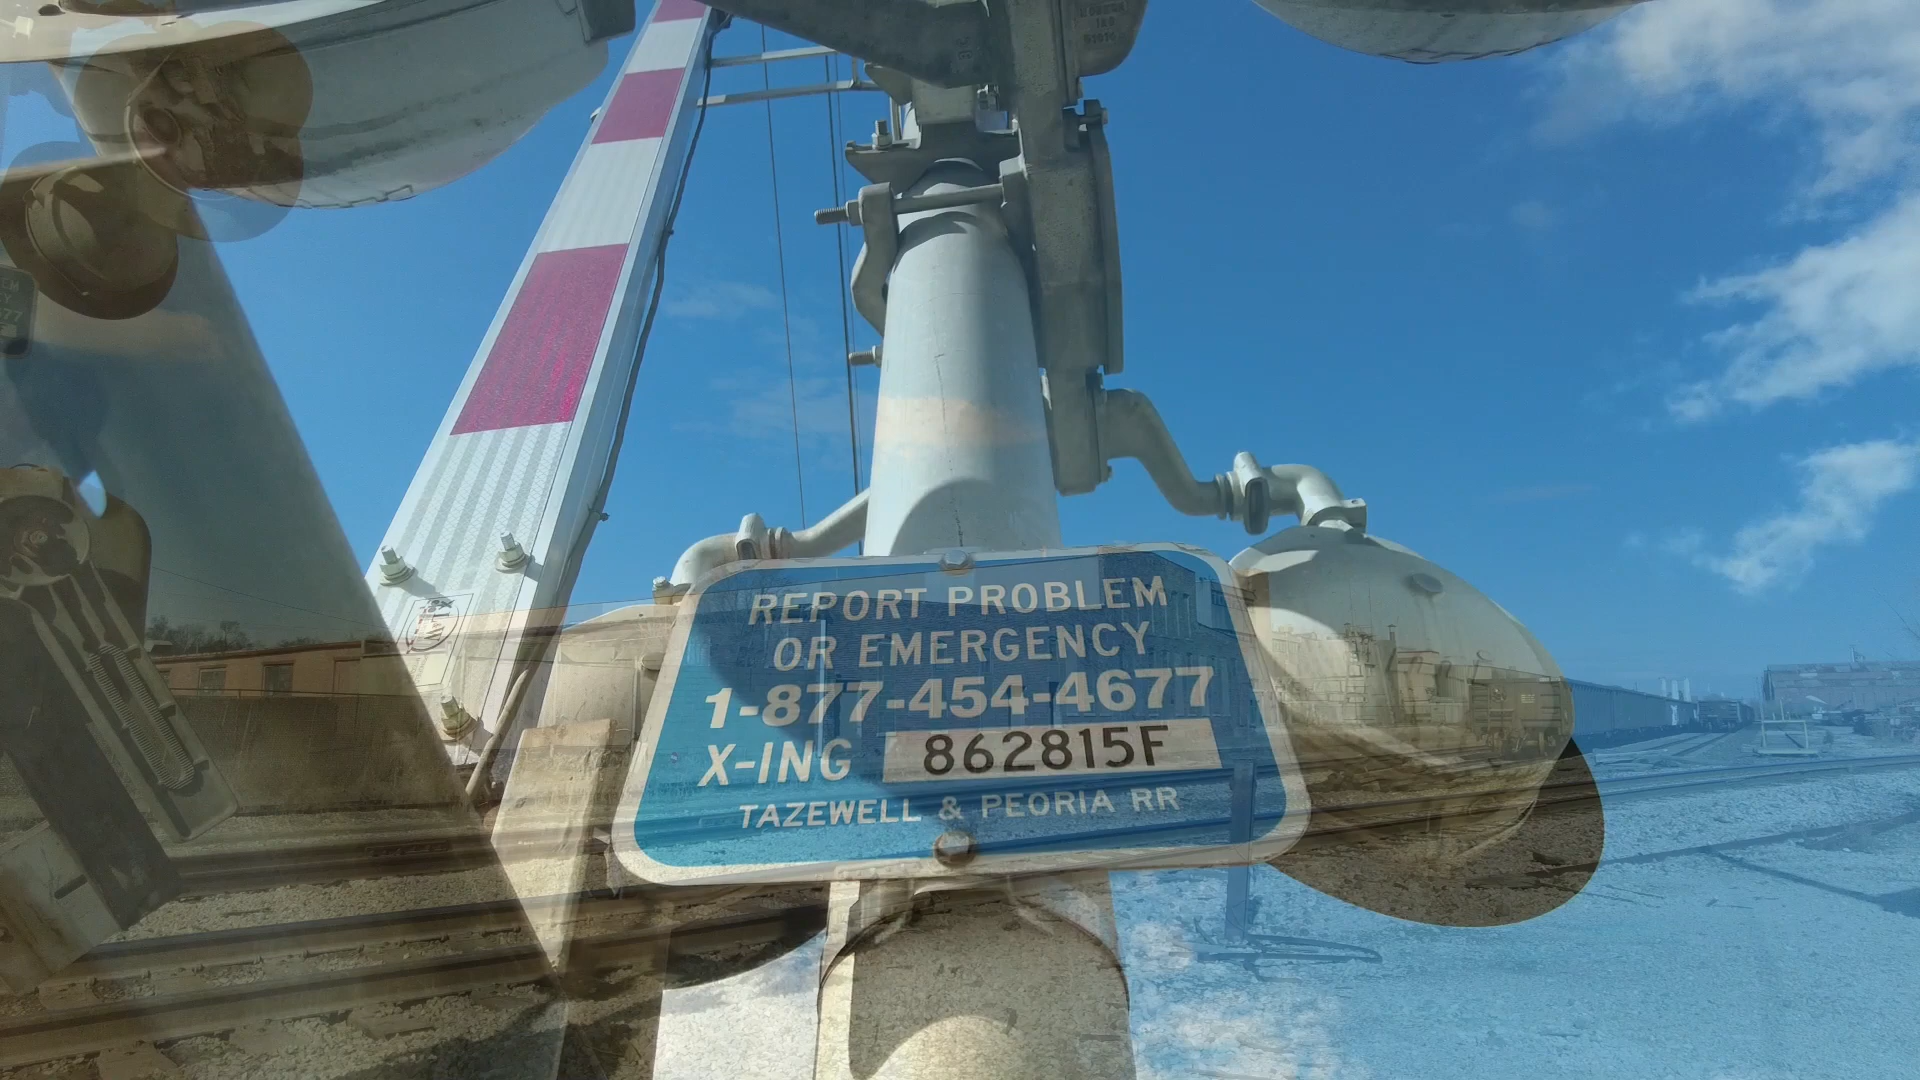 REPORT PROBLEM
OR EMERGENCY
1-877-454-4677
X-ING 862815F
TAZEWELL & PEORIA RR